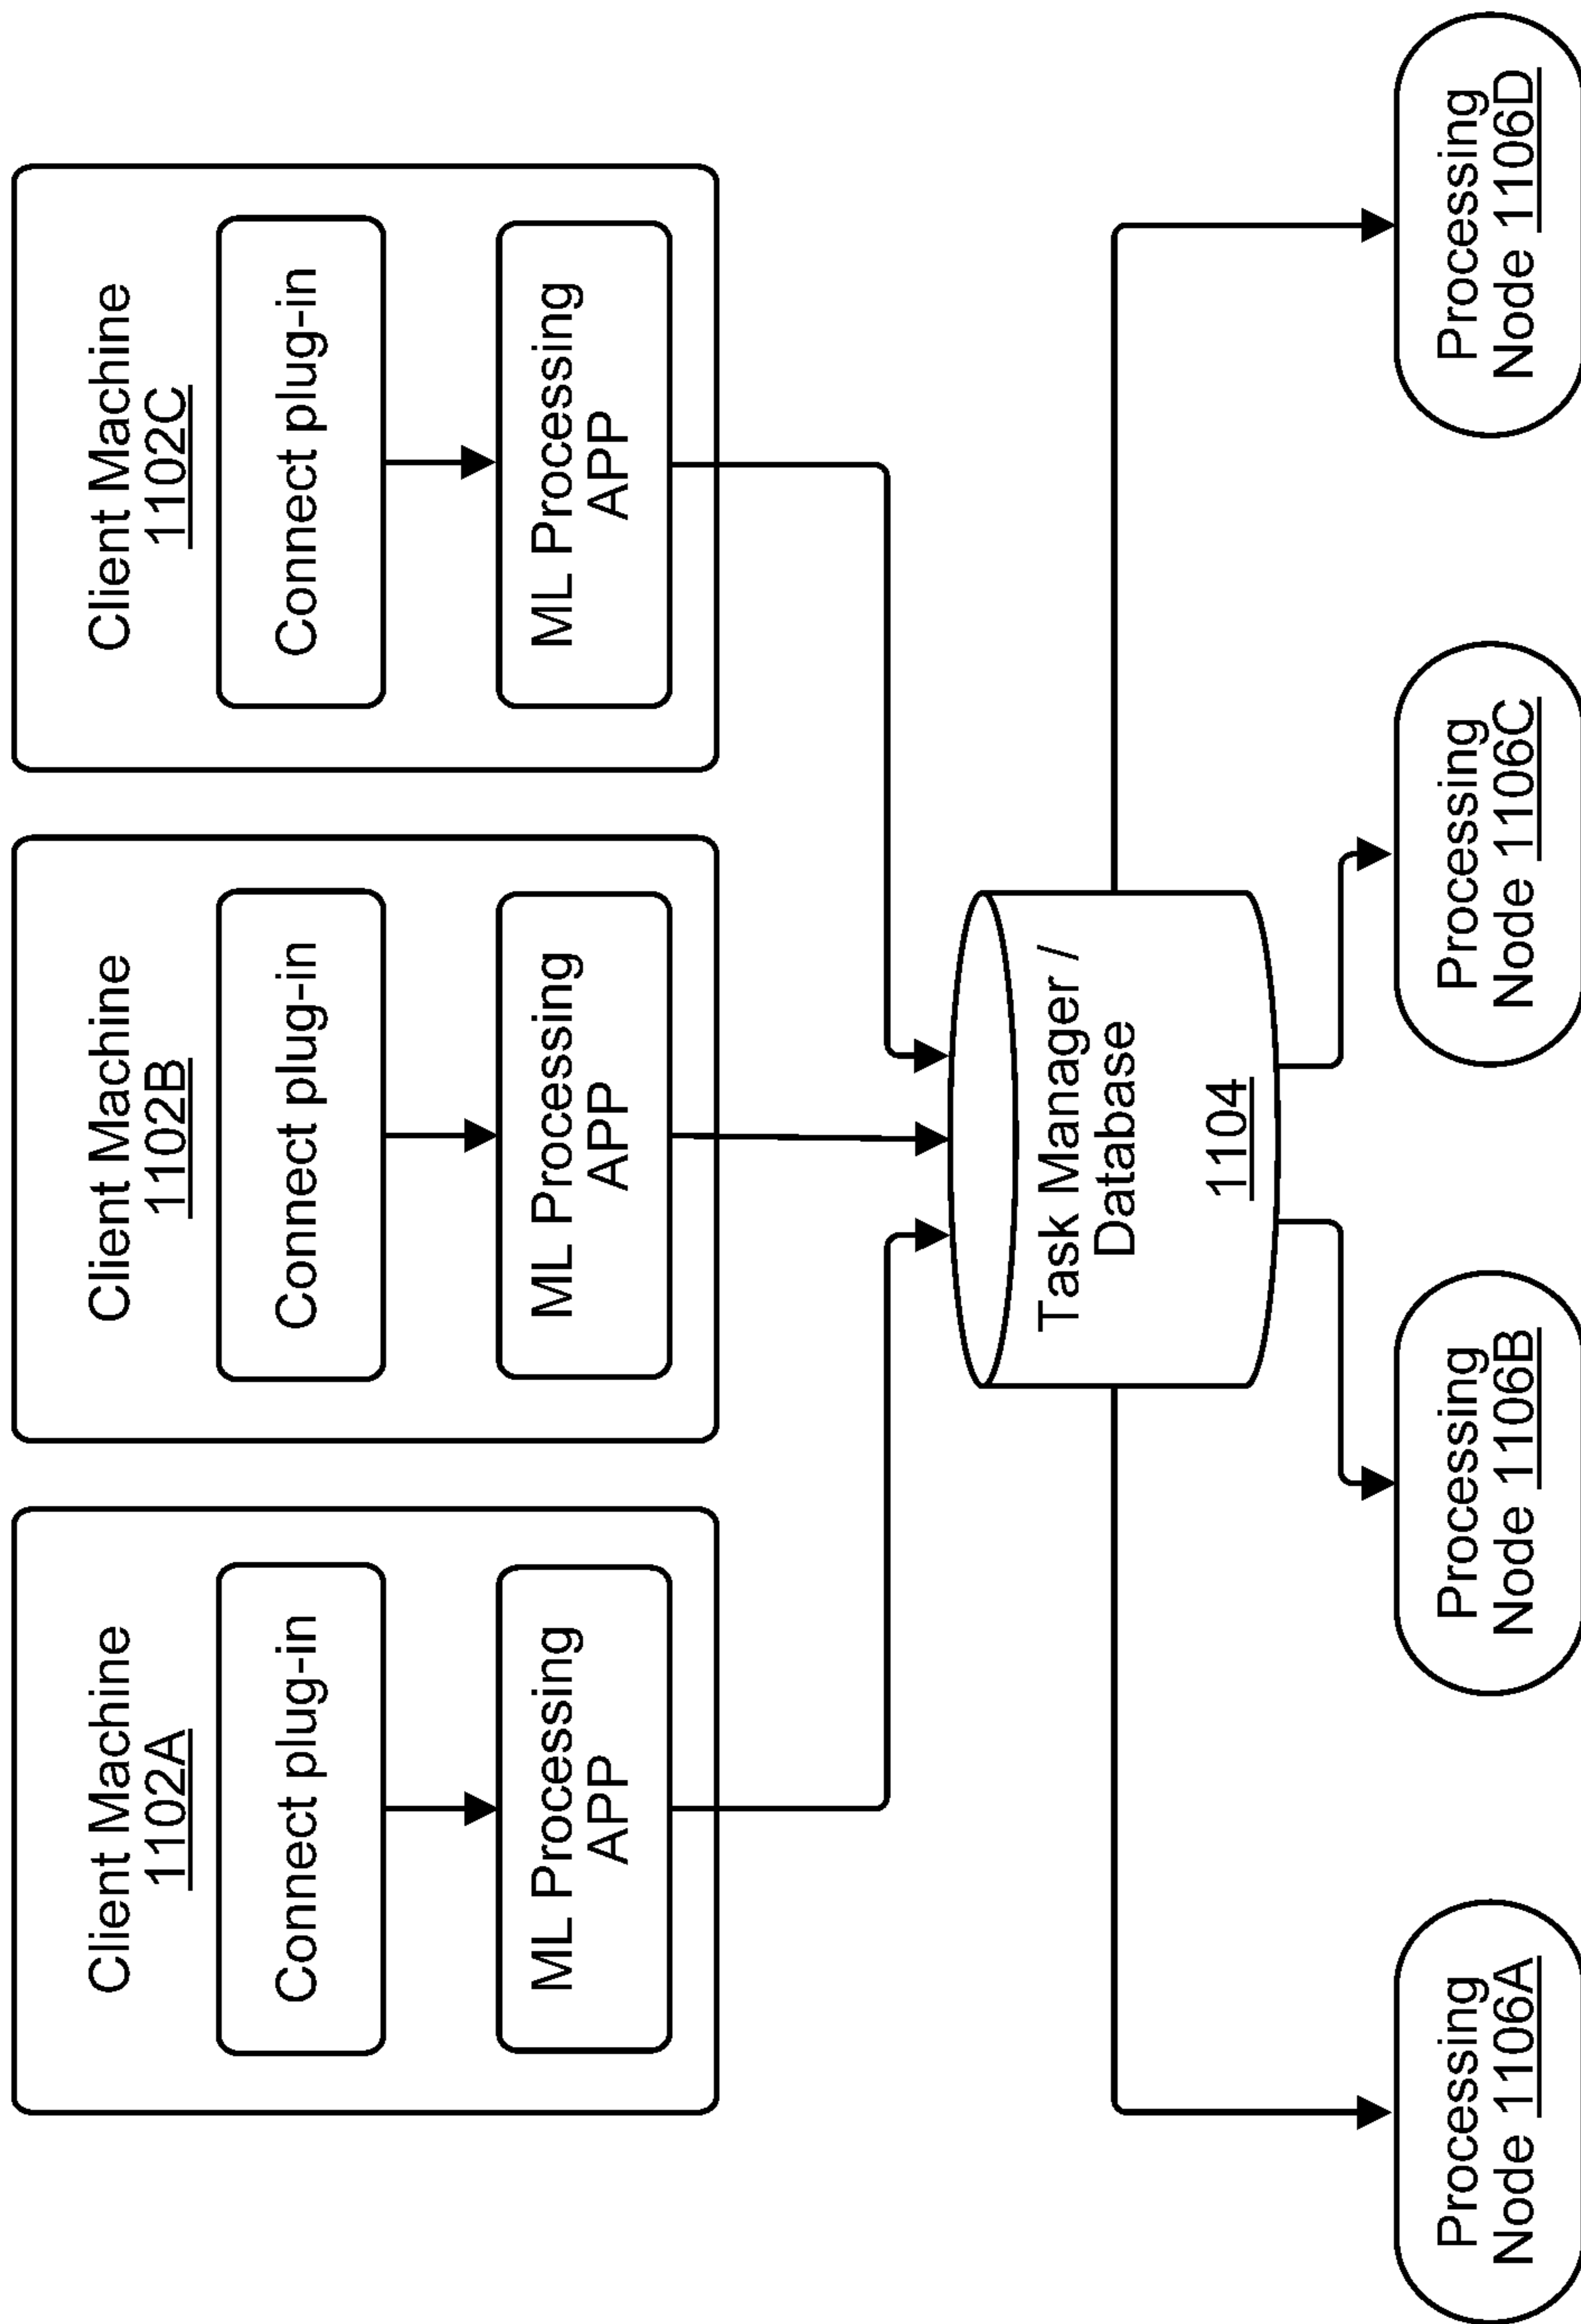 Client Machine
1102A
Connect plug-in
ML Processing
APP
Client Machine
1102B
Connect plug-in
ML Processing
APP
Client Machine
1102C
Connect plug-in
ML Processing
APP
Task Manager /
Database
1104
Processing
Node 1106A
Processing
Node 1106B
Processing
Node 1106C
Processing
Node 1106D